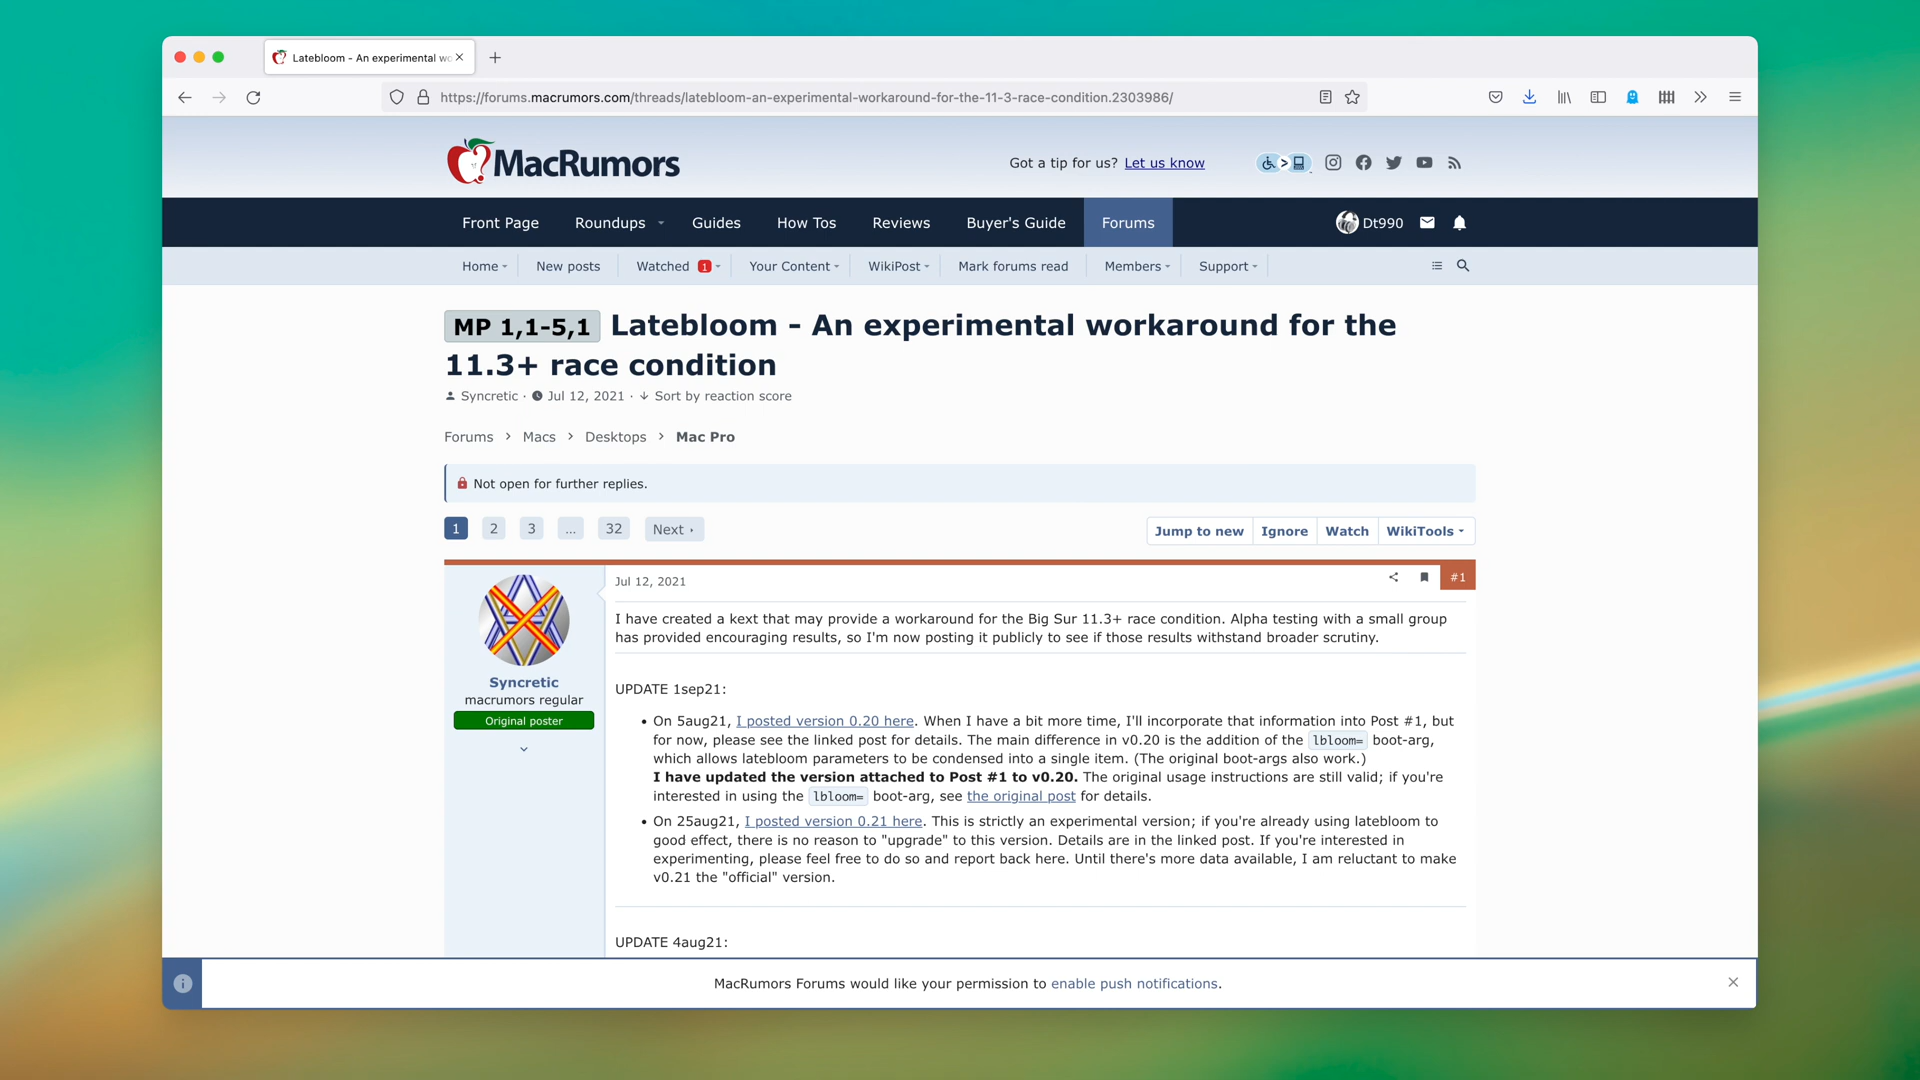 Latebloom - An experimental wo
https://forums.macrumors.com/threads/latebloom-an-experimental-workaround-for-the-11-3-race-condition.2303986/
MacRumors
Got a tip for us? Let us know
Front Page Roundups Guides How Tos Reviews Buyer's Guide Forums Dt990
Home New posts Watched 1 Your Content WikiPost Mark forums read Members Support
MP 1,1-5,1 Latebloom - An experimental workaround for the
11.3+ race condition
Syncretic · Jul 12, 2021 · Sort by reaction score
Forums > Macs > Desktops > Mac Pro
Not open for further replies.
1 2 3 ... 32 Next Jump to new Ignore Watch WikiTools
Jul 12, 2021 #1
I have created a kext that may provide a workaround for the Big Sur 11.3+ race condition. Alpha testing with a small group
has provided encouraging results, so I'm now posting it publicly to see if those results withstand broader scrutiny.
Syncretic
macrumors regular
Original poster
UPDATE 1sep21:
• On 5aug21, I posted version 0.20 here. When I have a bit more time, I'll incorporate that information into Post #1, but
for now, please see the linked post for details. The main difference in v0.20 is the addition of the lbloom= boot-arg,
which allows latebloom parameters to be condensed into a single item. (The original boot-args also work.)
I have updated the version attached to Post #1 to v0.20. The original usage instructions are still valid; if you're
interested in using the lbloom= boot-arg, see the original post for details.
• On 25aug21, I posted version 0.21 here. This is strictly an experimental version; if you're already using latebloom to
good effect, there is no reason to "upgrade" to this version. Details are in the linked post. If you're interested in
experimenting, please feel free to do so and report back here. Until there's more data available, I am reluctant to make
v0.21 the "official" version.
UPDATE 4aug21:
MacRumors Forums would like your permission to enable push notifications.